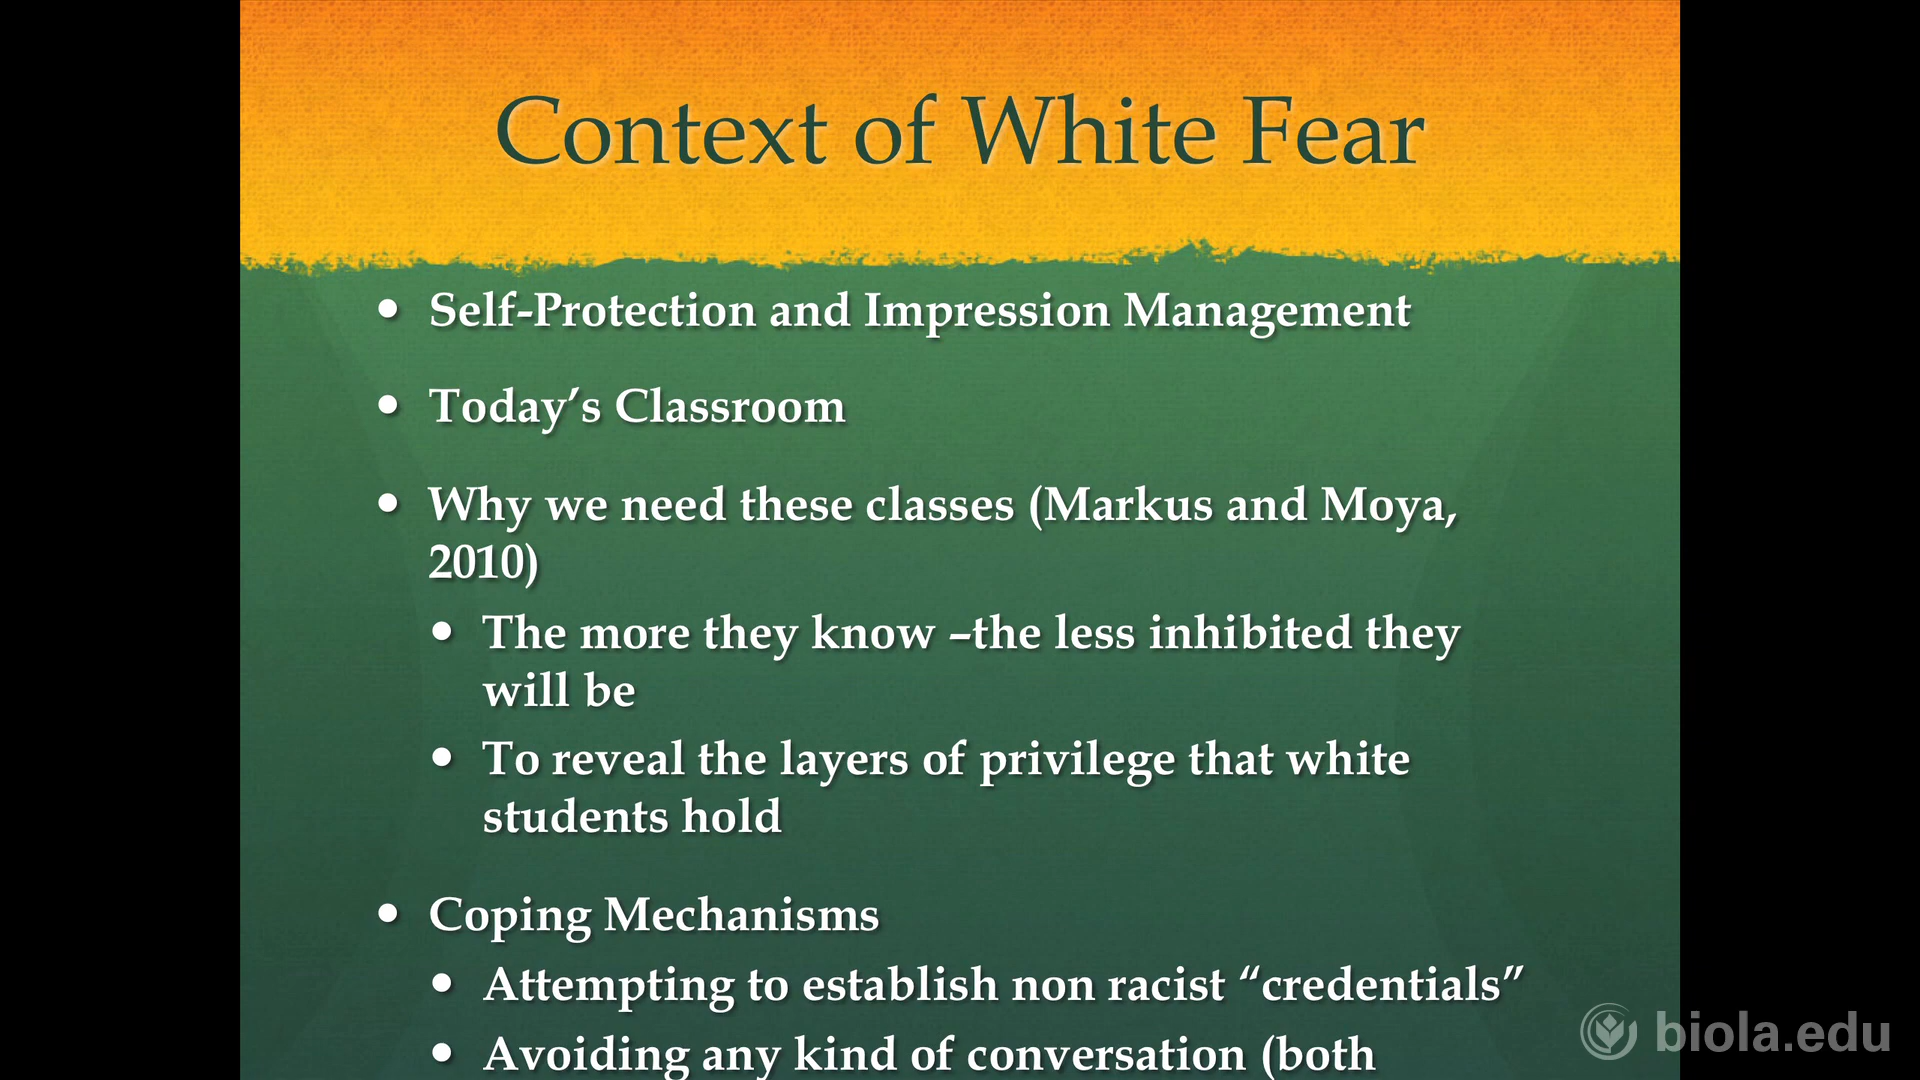 Context of White Fear
• Self-Protection and Impression Management
• Today’s Classroom
• Why we need these classes (Markus and Moya,
2010)
• The more they know –the less inhibited they
will be
• To reveal the layers of privilege that white
students hold
• Coping Mechanisms
• Attempting to establish non racist “credentials”
• Avoiding any kind of conversation (both
biola.edu